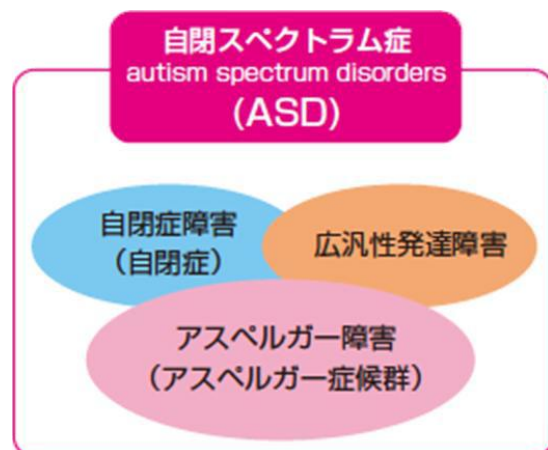 自閉スペクトラム症
autism spectrum disorders
(ASD)
自閉症障害
（自閉症）
広汎性発達障害
アスペルガー障害
（アスペルガー症候群）